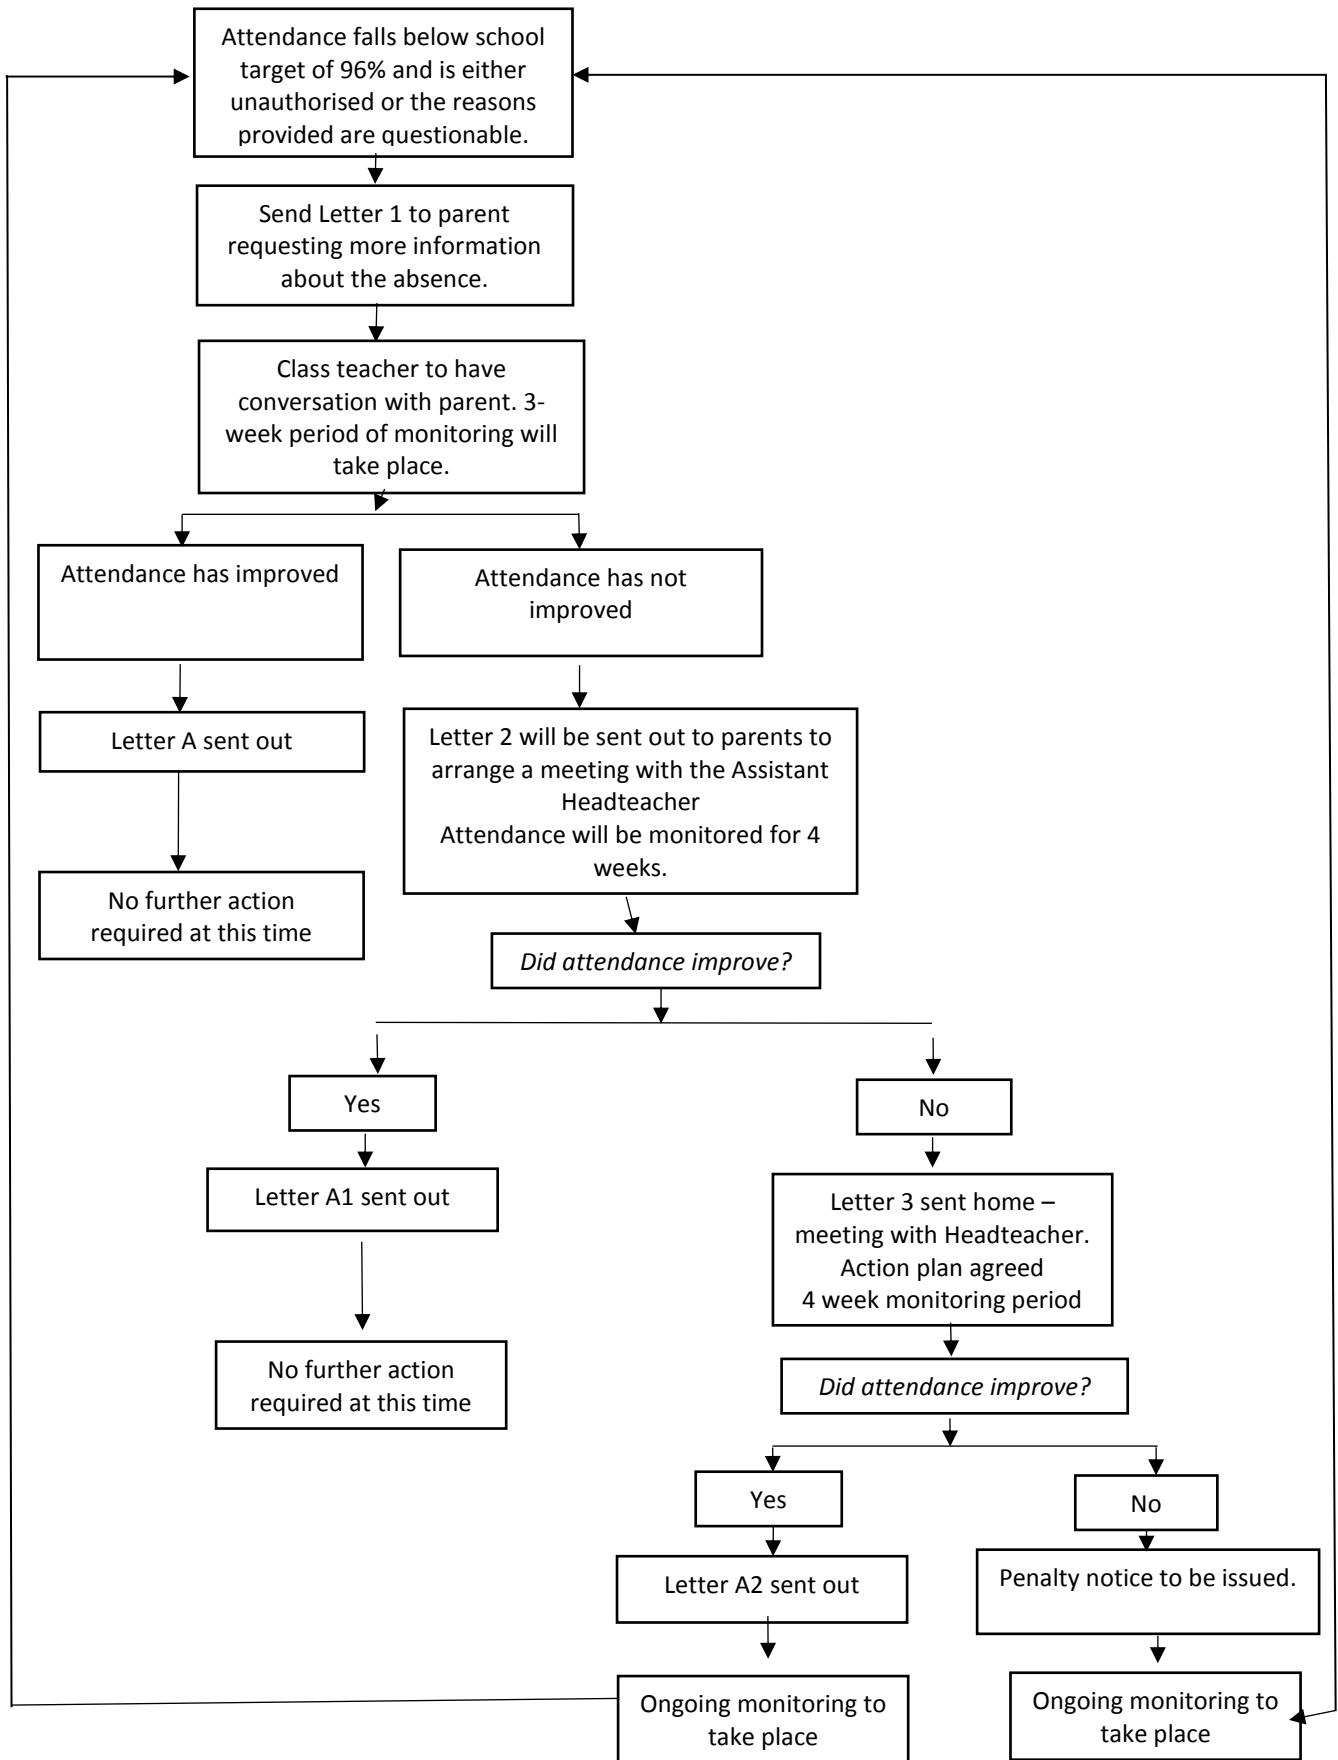 Attendance falls below school
target of 96% and is either
unauthorised or the reasons
provided are questionable.
Send Letter 1 to parent
requesting more information
about the absence.
Class teacher to have
conversation with parent. 3-
week period of monitoring will
take place.
Attendance has improved
Attendance has not
improved
Letter A sent out
Letter 2 will be sent out to parents to
arrange a meeting with the Assistant
Headteacher
Attendance will be monitored for 4
weeks.
No further action
required at this time
Did attendance improve?
Yes
No
Letter A1 sent out
Letter 3 sent home –
meeting with Headteacher.
Action plan agreed
4 week monitoring period
No further action
required at this time
Did attendance improve?
Yes
No
Letter A2 sent out
Penalty notice to be issued.
Ongoing monitoring to
take place
Ongoing monitoring to
take place